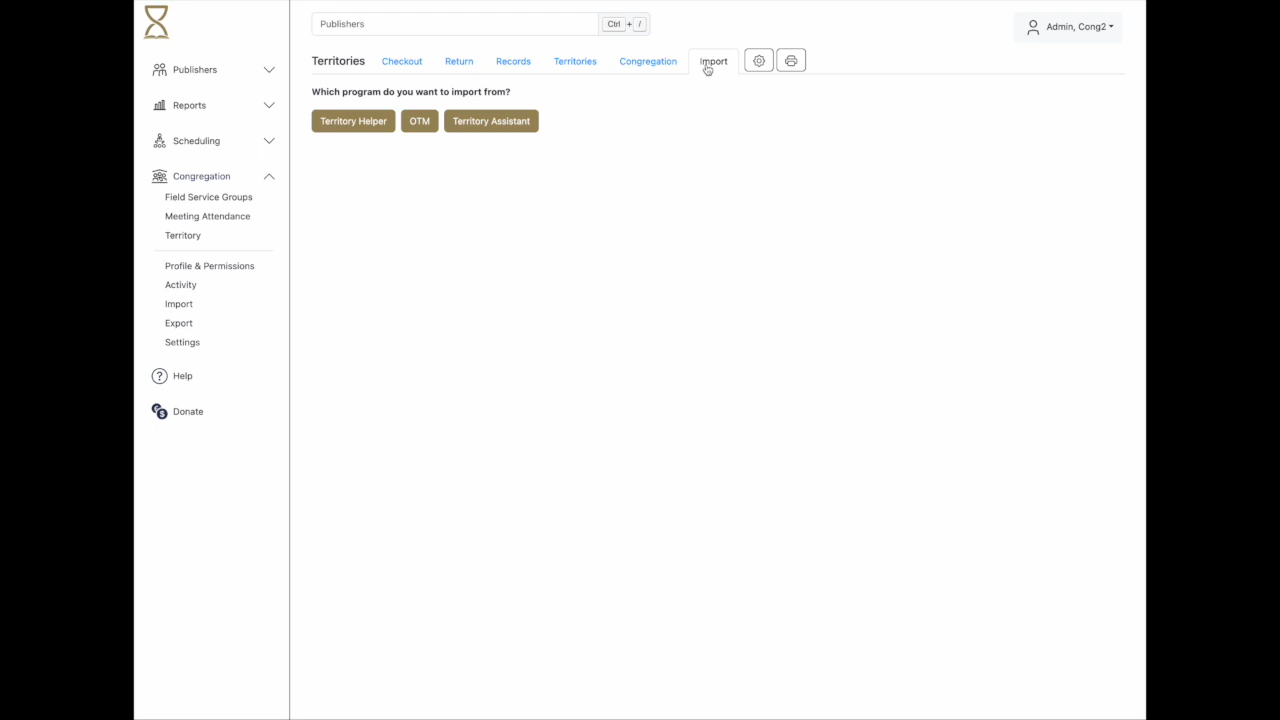 Publishers
Ctrl + /
Admin, Cong2
Publishers
Reports
Scheduling
Congregation
Field Service Groups
Meeting Attendance
Territory
Profile & Permissions
Activity
Import
Export
Settings
? Help
Donate
Territories Checkout Return Records Territories Congregation Import
Which program do you want to import from?
Territory Helper OTM Territory Assistant